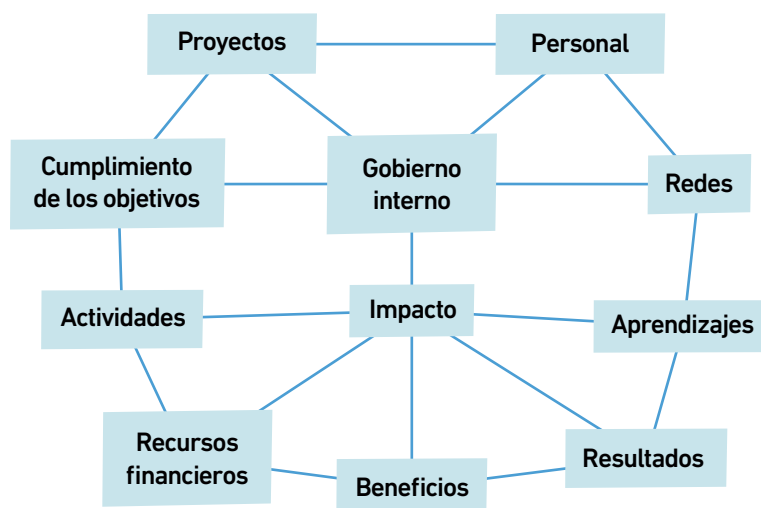 Proyectos
Personal
Cumplimiento
de los objetivos
Gobierno
interno
Redes
Actividades
Impacto
Aprendizajes
Recursos
financieros
Beneficios
Resultados